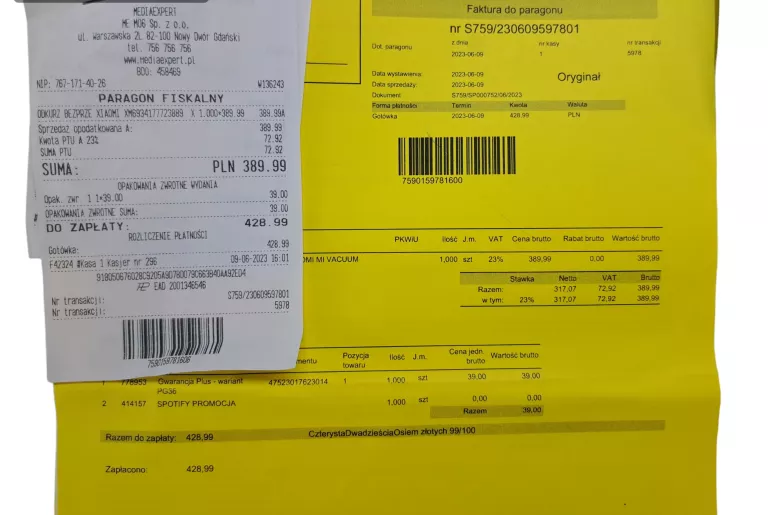 MEDIAEXPERT
ME M06 Sp. z o.o.
ul. Warszawska 2L 82-100 Nowy Dwór Gdański
tel. 756 756 756
www.mediaexpert.pl
BDO: 458469
NIP: 767-171-40-26 W136243
PARAGON FISKALNY
ODKURZ BEZPRZE XIAOMI XM6934177723889 X 1.000*389.99 389.99A
Sprzedaż opodatkowana A: 389.99
Kwota PTU A 23% 72.92
SUMA PTU 72.92
SUMA: PLN 389.99
OPAKOWANIA ZWROTNE WYDANIA
Opak. zwr 1 1*39.00 39.00
OPAKOWANIA ZWROTNE SUMA: 39.00
DO ZAPŁATY: 428.99
ROZLICZENIE PŁATNOŚCI
Gotówka: 428.99
F42324 #Kasa 1 Kasjer nr 296 09-06-2023 16:01
EAD 2001346546
Nr transakcji: S759/230609597801
Nr transakcji: 5978
Faktura do paragonu
nr S759/230609597801
Dot. paragonu z dnia nr kasy nr transakcji
2023-06-09 1 5978
Data wystawienia: 2023-06-09
Oryginał
Data sprzedaży: 2023-06-09
Dokument S759/SP000752/06/2023
Forma płatności Termin Kwota Waluta
Gotówka 2023-06-09 428.99 PLN
7590159781600
PKWiU Ilość J.m. VAT Cena brutto Rabat brutto Wartość brutto
OMI MI VACUUM 1,000 szt 23% 389,99 0,00 389,99
Stawka Netto VAT Brutto
Razem: 317,07 72,92 389,99
w tym: 23% 317,07 72,92 389,99
mentu Pozycja towaru Ilość J.m. Cena jedn. brutto Wartość brutto
1 776953 Gwarancja Plus - wariant PG36 47523017623014 1 1,000 szt 39,00 39,00
2 414157 SPOTIFY PROMOCJA 1,000 szt 0,00 0,00
Razem 39,00
Razem do zapłaty: 428,99 CzterystaDwadzieściaOsiem złotych 99/100
Zapłacono: 428,99